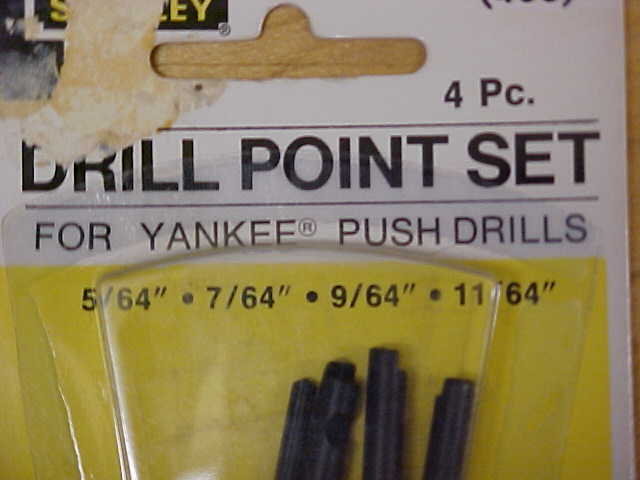 4 Pc.
DRILL POINT SET
FOR YANKEE® PUSH DRILLS
5/64" • 7/64" • 9/64" • 11/64"